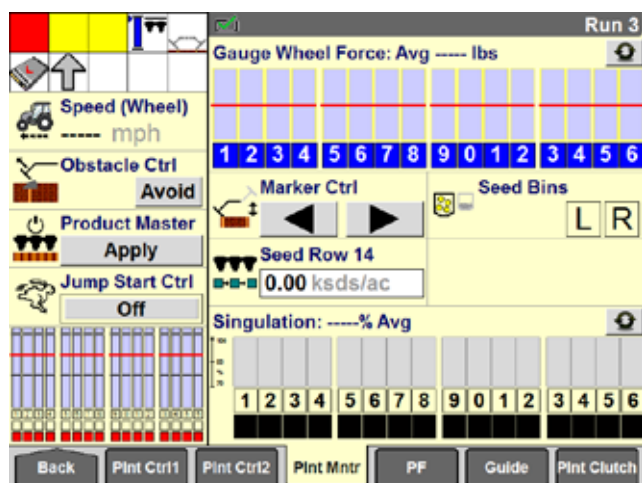 Run 3
Gauge Wheel Force: Avg ----- lbs
1 2 3 4 5 6 7 8 9 0 1 2 3 4 5 6
Speed (Wheel)
----- mph
Obstacle Ctrl
Avoid
Product Master
Apply
Jump Start Ctrl
Off
Marker Ctrl
Seed Bins
L R
Seed Row 14
0.00 ksds/ac
Singulation: -----% Avg
1 2 3 4 5 6 7 8 9 0 1 2 3 4 5 6
Back Plnt Ctrl1 Plnt Ctrl2 Plnt Mntr PF Guide Plnt Clutch